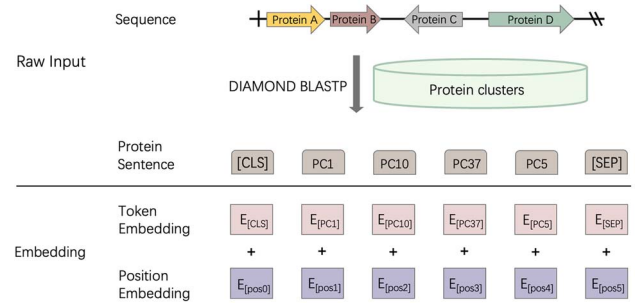 Sequence
Protein A Protein B Protein C Protein D
Raw Input
DIAMOND BLASTP
Protein clusters
Protein
Sentence
[CLS] PC1 PC10 PC37 PC5 [SEP]
Token
Embedding
E[CLS] E[PC1] E[PC10] E[PC37] E[PC5] E[SEP]
Embedding
+ + + + + +
Position
Embedding
E[pos0] E[pos1] E[pos2] E[pos3] E[pos4] E[pos5]